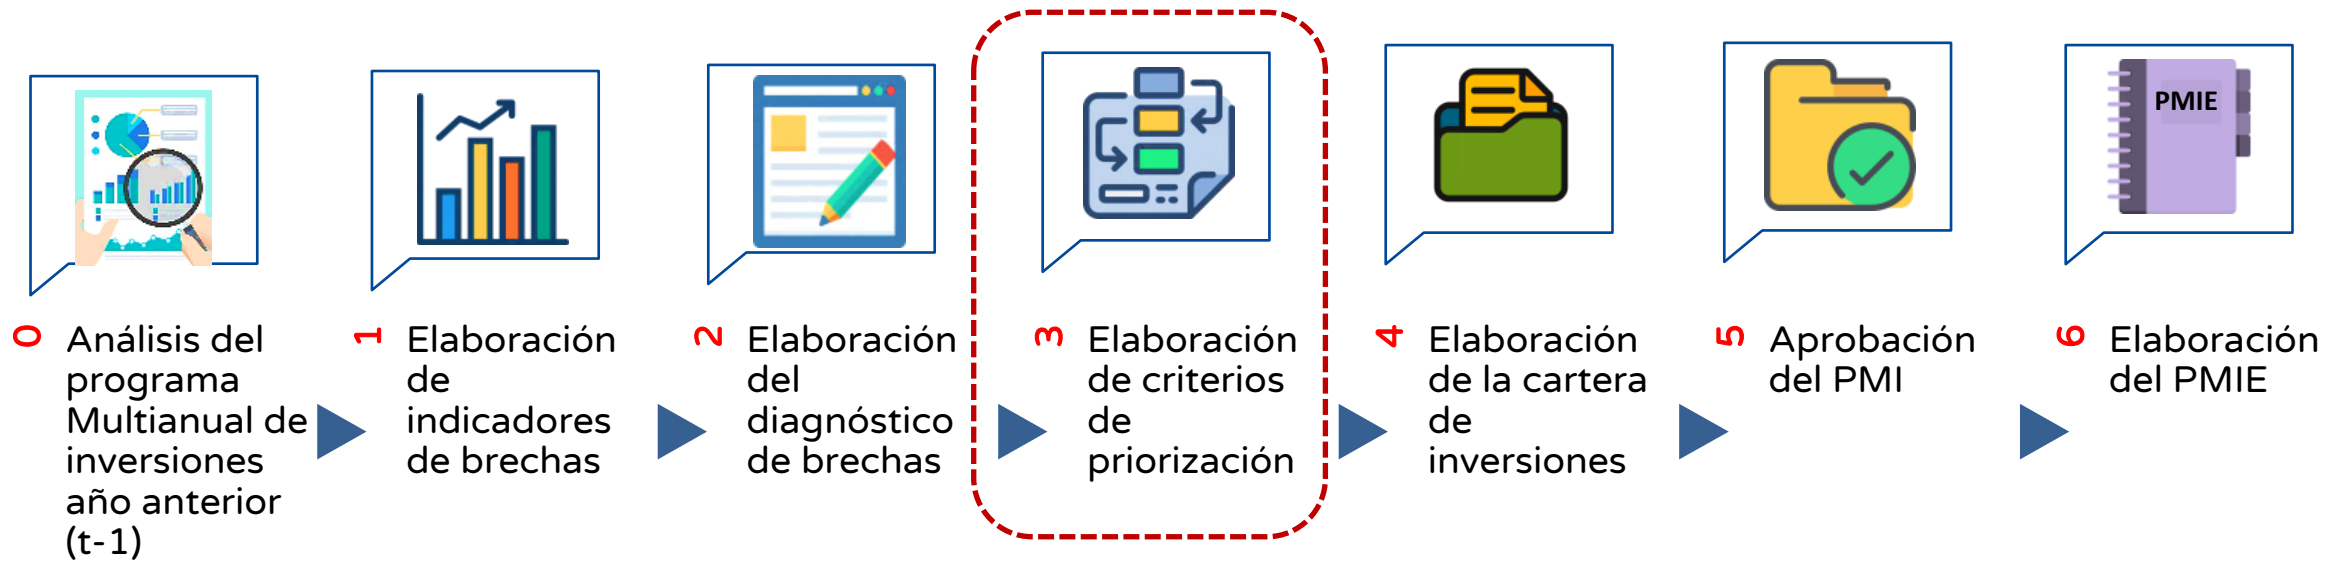 PMIE
0
Análisis del
programa
Multianual de
inversiones
año anterior
(t-1)
1
Elaboración
de
indicadores
de brechas
2
Elaboración
del
diagnóstico
de brechas
3
Elaboración
de criterios
de
priorización
4
Elaboración
de la cartera
de
inversiones
5
Aprobación
del PMI
6
Elaboración
del PMIE